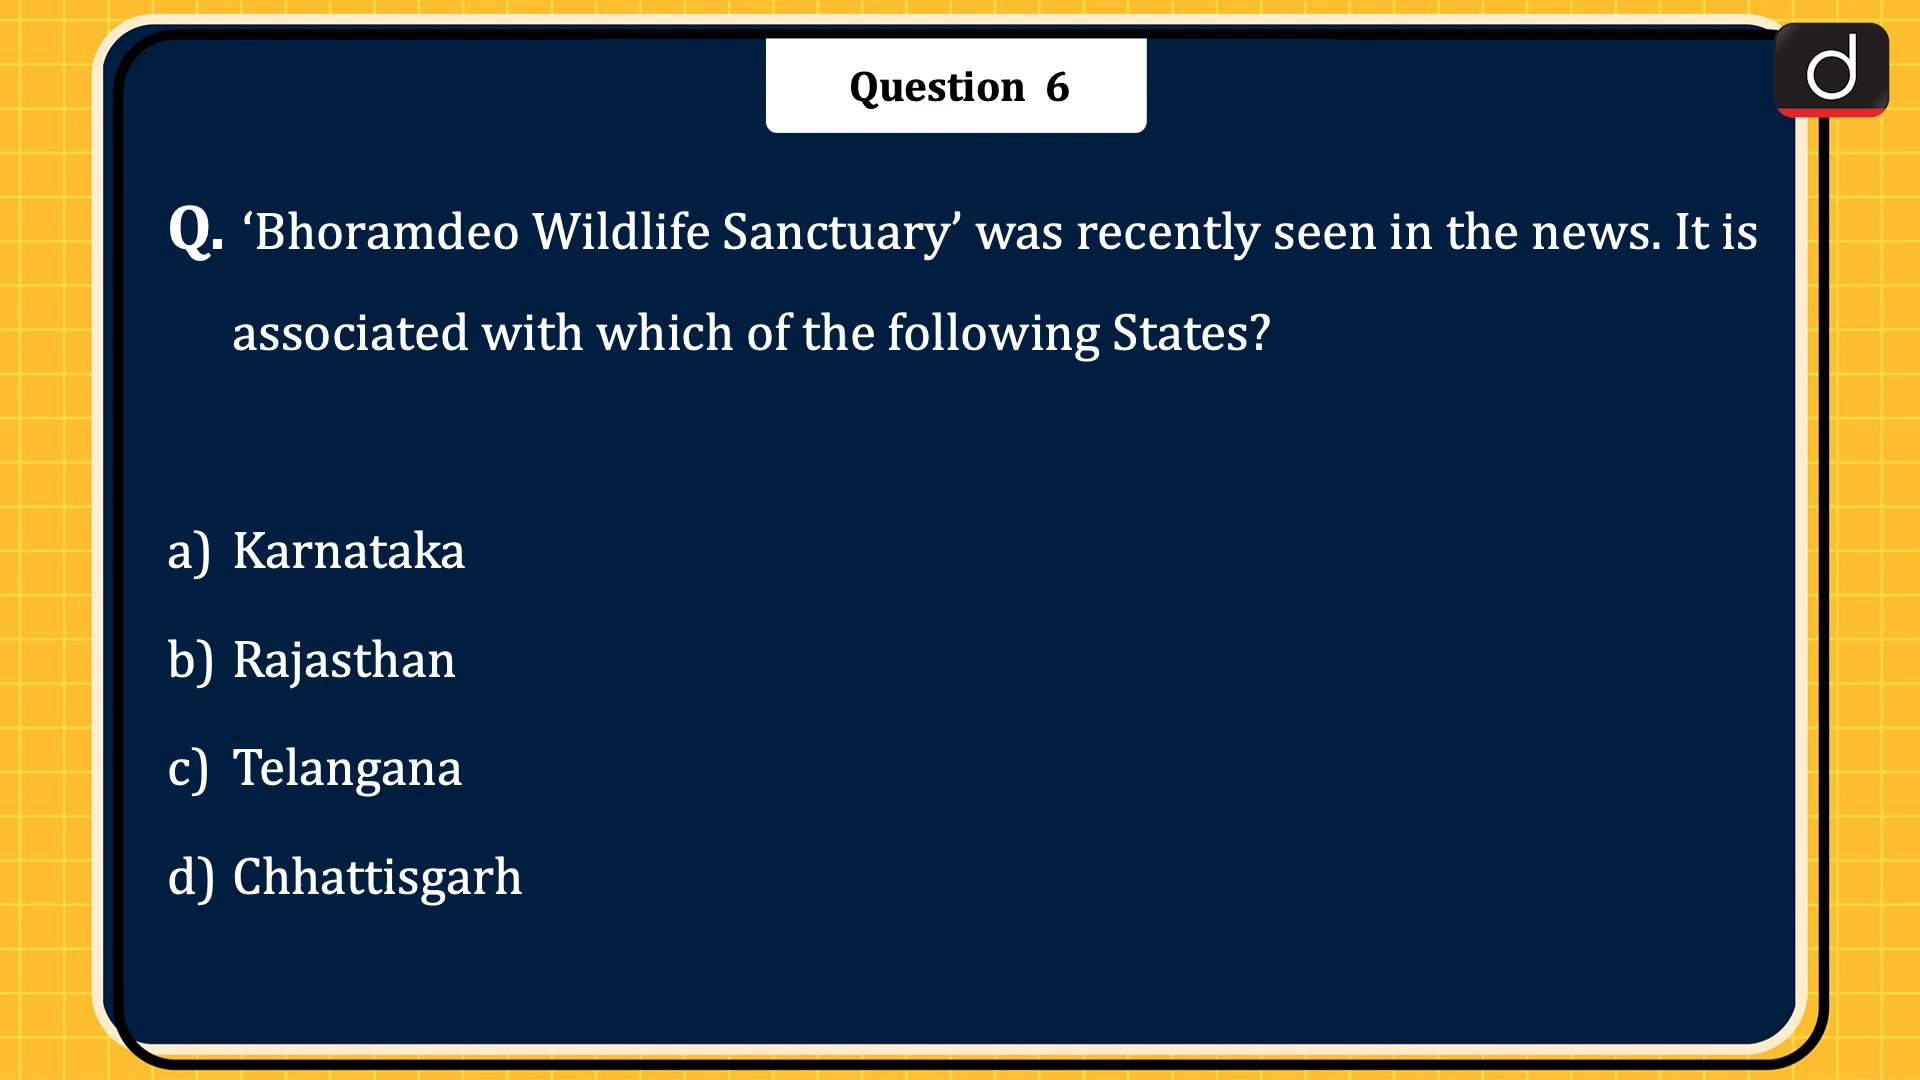 Question 6
Q. ‘Bhoramdeo Wildlife Sanctuary’ was recently seen in the news. It is
associated with which of the following States?
a) Karnataka
b) Rajasthan
c) Telangana
d) Chhattisgarh